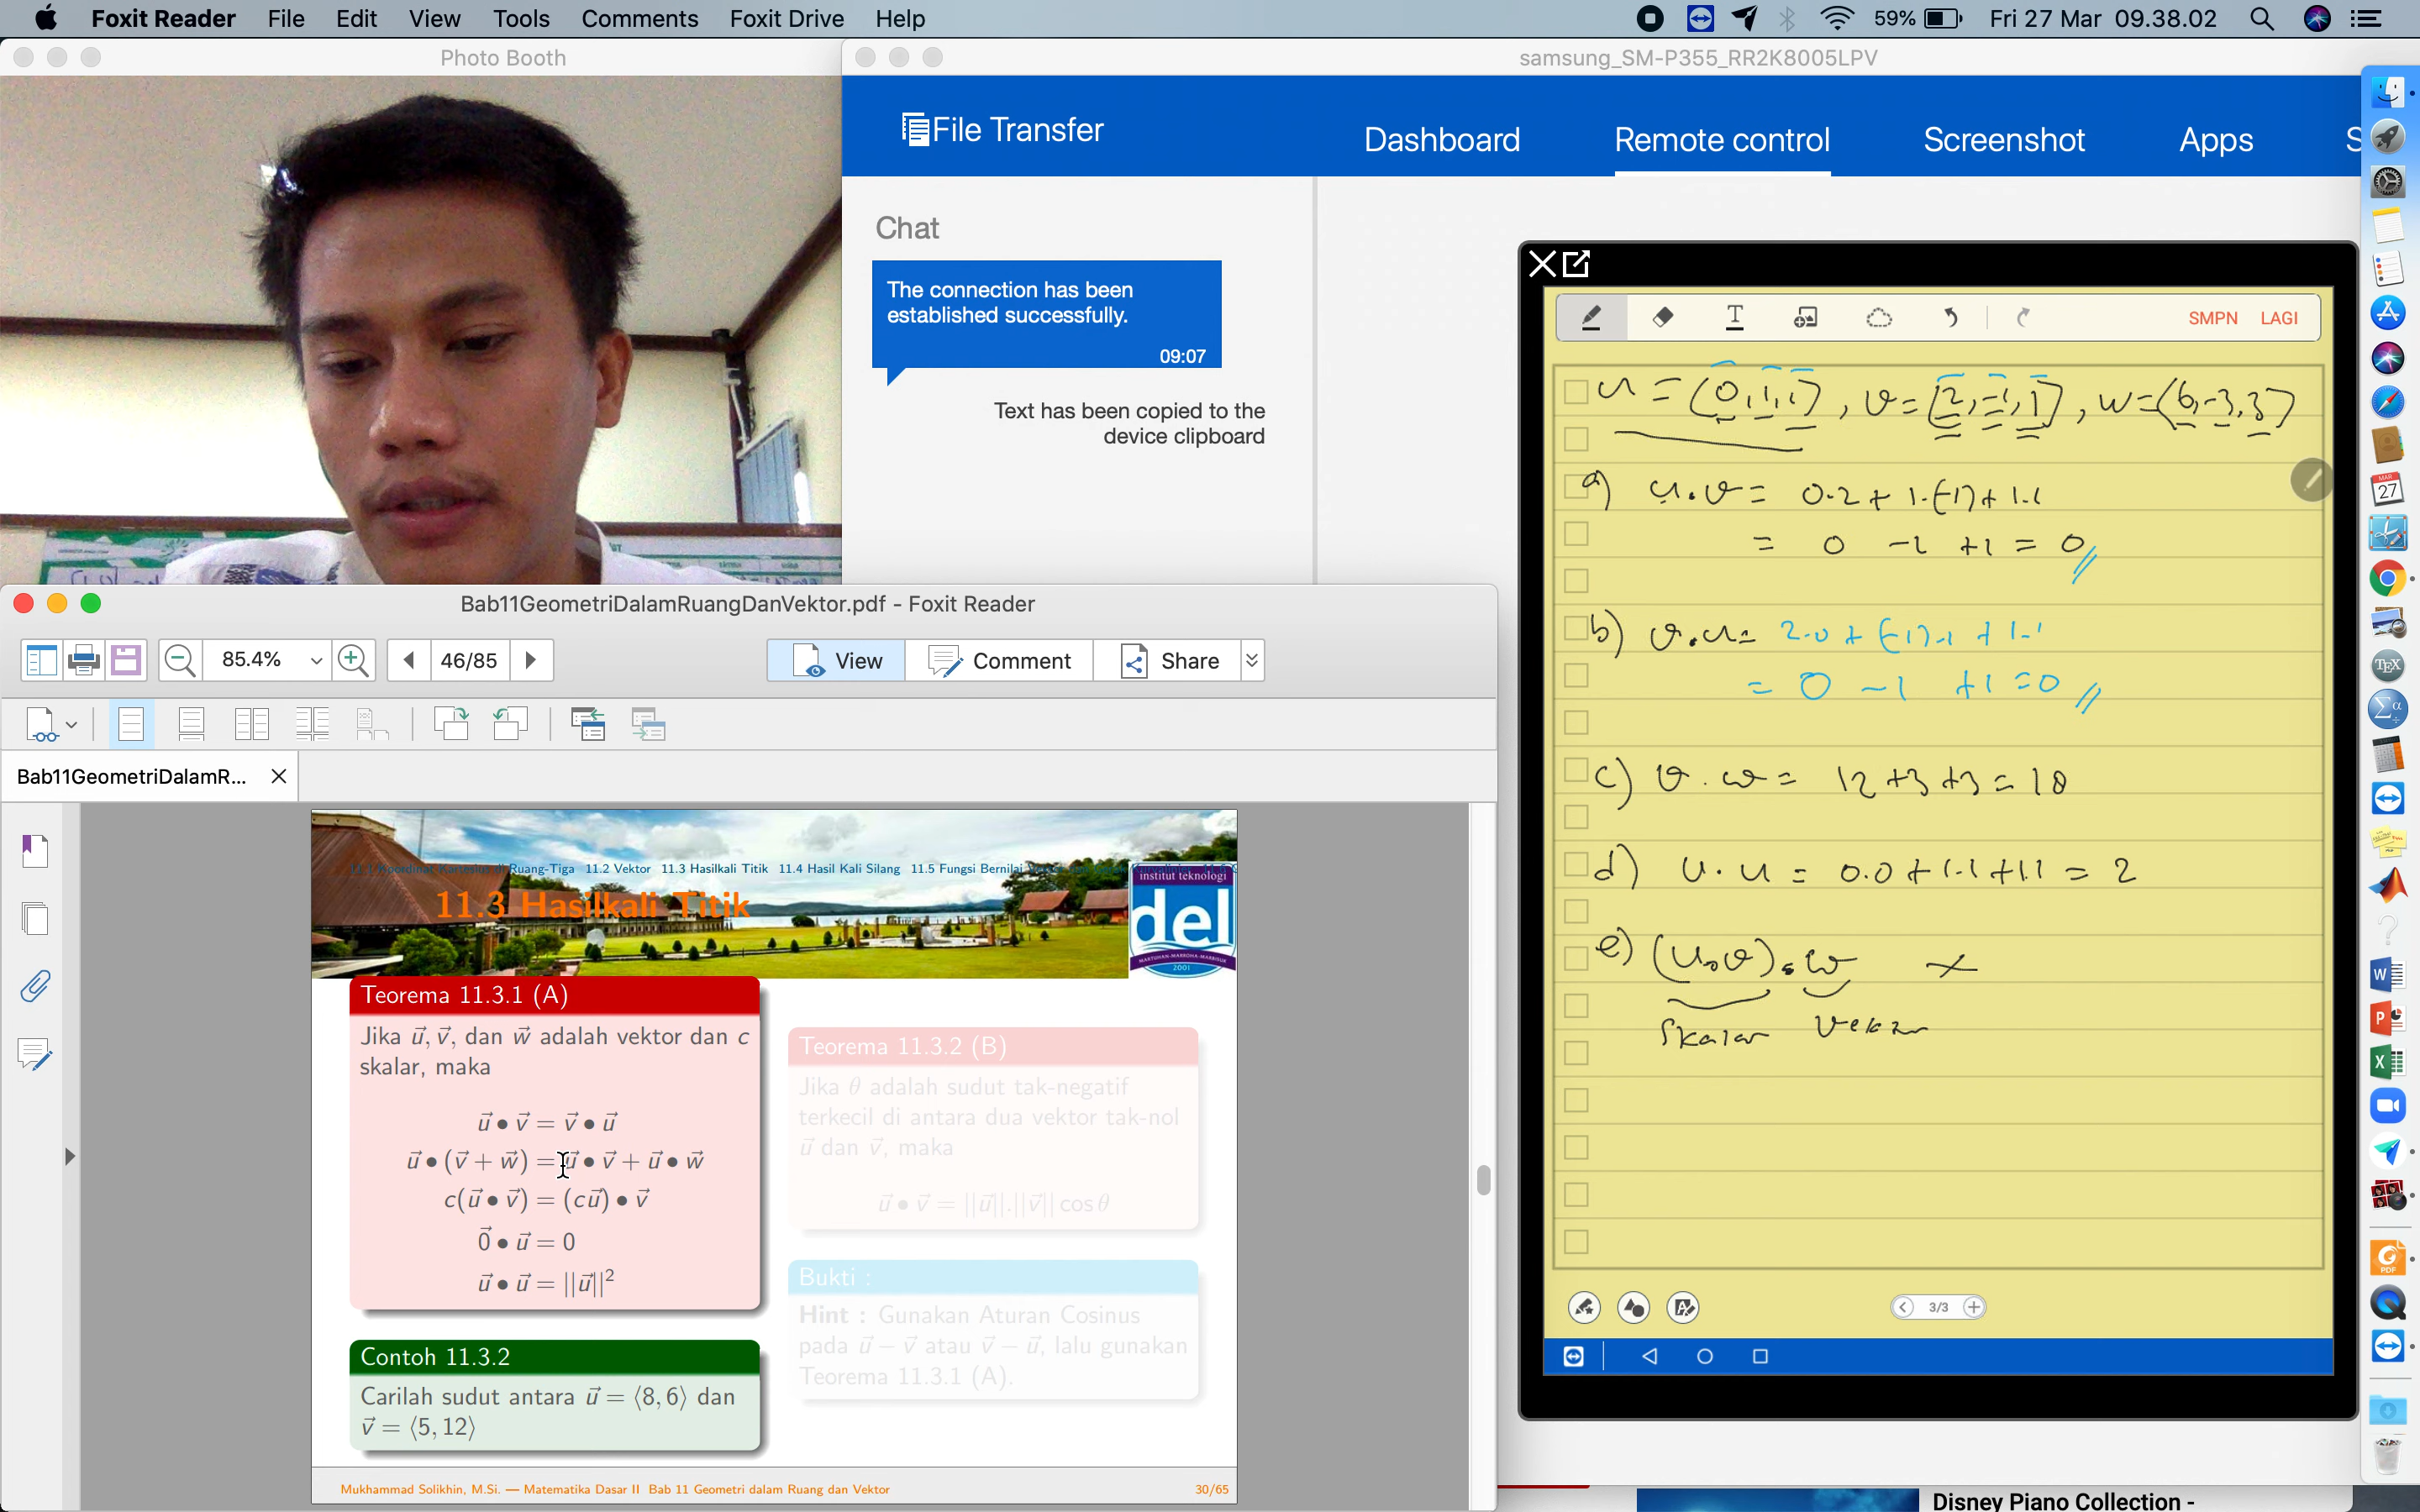 Foxit Reader File Edit View Tools Comments Foxit Drive Help 59% Fri 27 Mar 09.38.02
Photo Booth
samsung_SM-P355_RR2K8005LPV
File Transfer Dashboard Remote control Screenshot Apps S
Chat
The connection has been
established successfully.
09:07
Text has been copied to the
device clipboard
SMPN LAGI
u = (0,1,1), v = (2,-1,1), w = (6,-3,3)
a) u.v = 0.2 + 1.(-1) + 1.1
= 0 -1 +1 = 0
b) v.u = 2.0 + (-1).1 + 1.1
= 0 -1 +1 = 0
c) v.w = 12 +3 +3 = 18
d) u.u = 0.0 + 1.1 + 1.1 = 2
e) (u.v).w ×
Skalar Vektor
3/3
Bab11GeometriDalamRuangDanVektor.pdf - Foxit Reader
85.4% 46/85 View Comment Share
Bab11GeometriDalamR...
Ruang-Tiga 11.2 Vektor 11.3 Hasilkali Titik 11.4 Hasil Kali Silang 11.5 Fungsi Bernilai
11.3 Hasilkali Titik
institut teknologi
del
MARTUHAN-MARROHA-MARBISUK
2001
Teorema 11.3.1 (A)
Jika u⃗, v⃗, dan w⃗ adalah vektor dan c
skalar, maka
u⃗ • v⃗ = v⃗ • u⃗
u⃗ • (v⃗ + w⃗) = u⃗ • v⃗ + u⃗ • w⃗
c(u⃗ • v⃗) = (cu⃗) • v⃗
0⃗ • u⃗ = 0
u⃗ • u⃗ = ||u⃗||²
Contoh 11.3.2
Carilah sudut antara u⃗ = ⟨8, 6⟩ dan
v⃗ = ⟨5, 12⟩
Teorema 11.3.2 (B)
Jika θ adalah sudut tak-negatif
terkecil di antara dua vektor tak-nol
u⃗ dan v⃗, maka
u⃗ • v⃗ = ||u⃗||.||v⃗|| cos θ
Bukti :
Hint : Gunakan Aturan Cosinus
pada u⃗ − v⃗ atau v⃗ − u⃗, lalu gunakan
Teorema 11.3.1 (A).
Mukhammad Solikhin, M.Si. — Matematika Dasar II Bab 11 Geometri dalam Ruang dan Vektor 30/65
MAR
27
TEX
PDF
Disney Piano Collection -